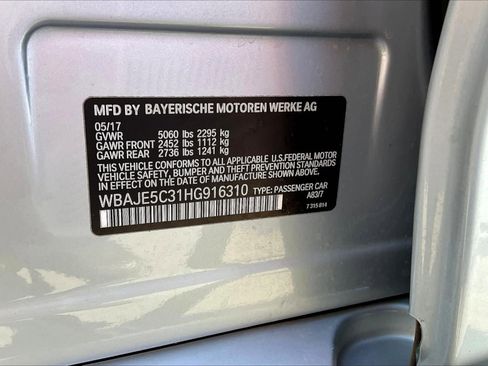 MFD BY BAYERISCHE MOTOREN WERKE AG
05/17
GVWR 5060 lbs 2295 kg
GAWR FRONT 2452 lbs 1112 kg
GAWR REAR 2736 lbs 1241 kg
THIS VEHICLE CONFORMS TO ALL APPLICABLE U.S.FEDERAL MOTOR
VEHICLE SAFETY, BUMPER AND THEFT PREVENTION STANDARDS IN
EFFECT ON THE DATE OF MANUFACTURE SHOWN ABOVE.
WBAJE5C31HG916310 TYPE: PASSENGER CAR
A83/7
7 315 814